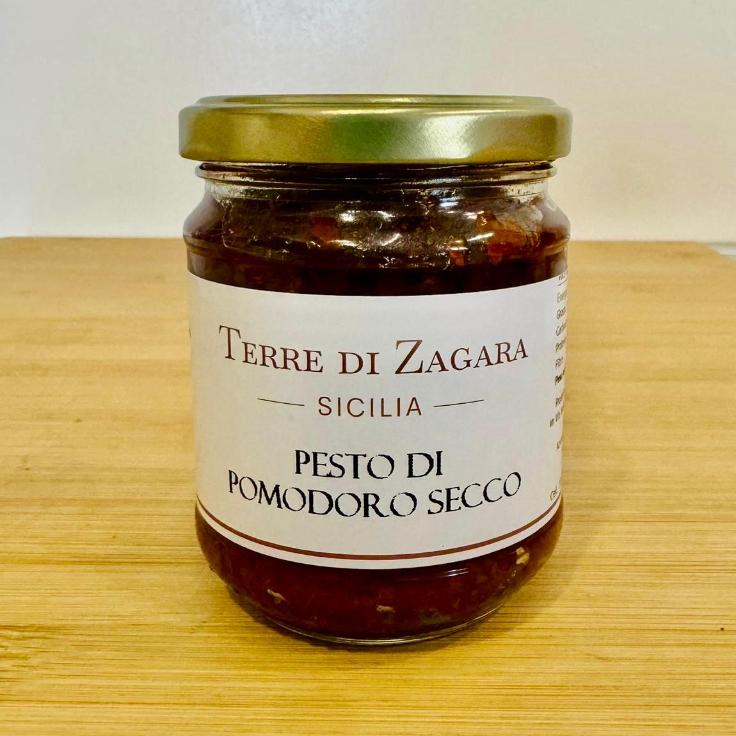 TERRE DI ZAGARA
SICILIA
PESTO DI
POMODORO SECCO